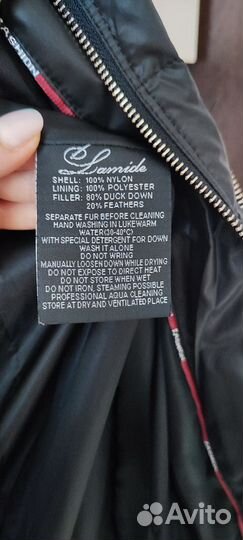 FASHION
Lamide
SHELL: 100% NYLON
LINING: 100% POLYESTER
FILLER: 80% DUCK DOWN
20% FEATHERS
SEPARATE FUR BEFORE CLEANING
HAND WASHING IN LUKEWARM
WATER(30-40°C)
WITH SPECIAL DETERGENT FOR DOWN
WASH IT ALONE
DO NOT WRING
MANUALLY LOOSEN DOWN WHILE DRYING
DO NOT EXPOSE TO DIRECT HEAT
DO NOT STORE WHEN WET
DO NOT IRON, STEAMING POSSIBLE
PROFESSIONAL AQUA CLEANING
STORE AT DRY AND VENTILATED PLACE
FASHION
Avito